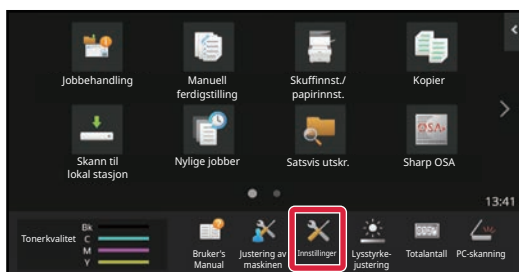 Jobbehandling
Manuell
ferdigstilling
Skuffinnst./
papirinnst.
Kopier
Skann til
lokal stasjon
Nylige jobber
Satsvis utskr.
Sharp OSA
13:41
Tonerkvalitet
Bk
C
M
Y
Bruker's
Manual
Justering av
maskinen
Innstillinger
Lysstyrke-
justering
Totalantall
PC-skanning